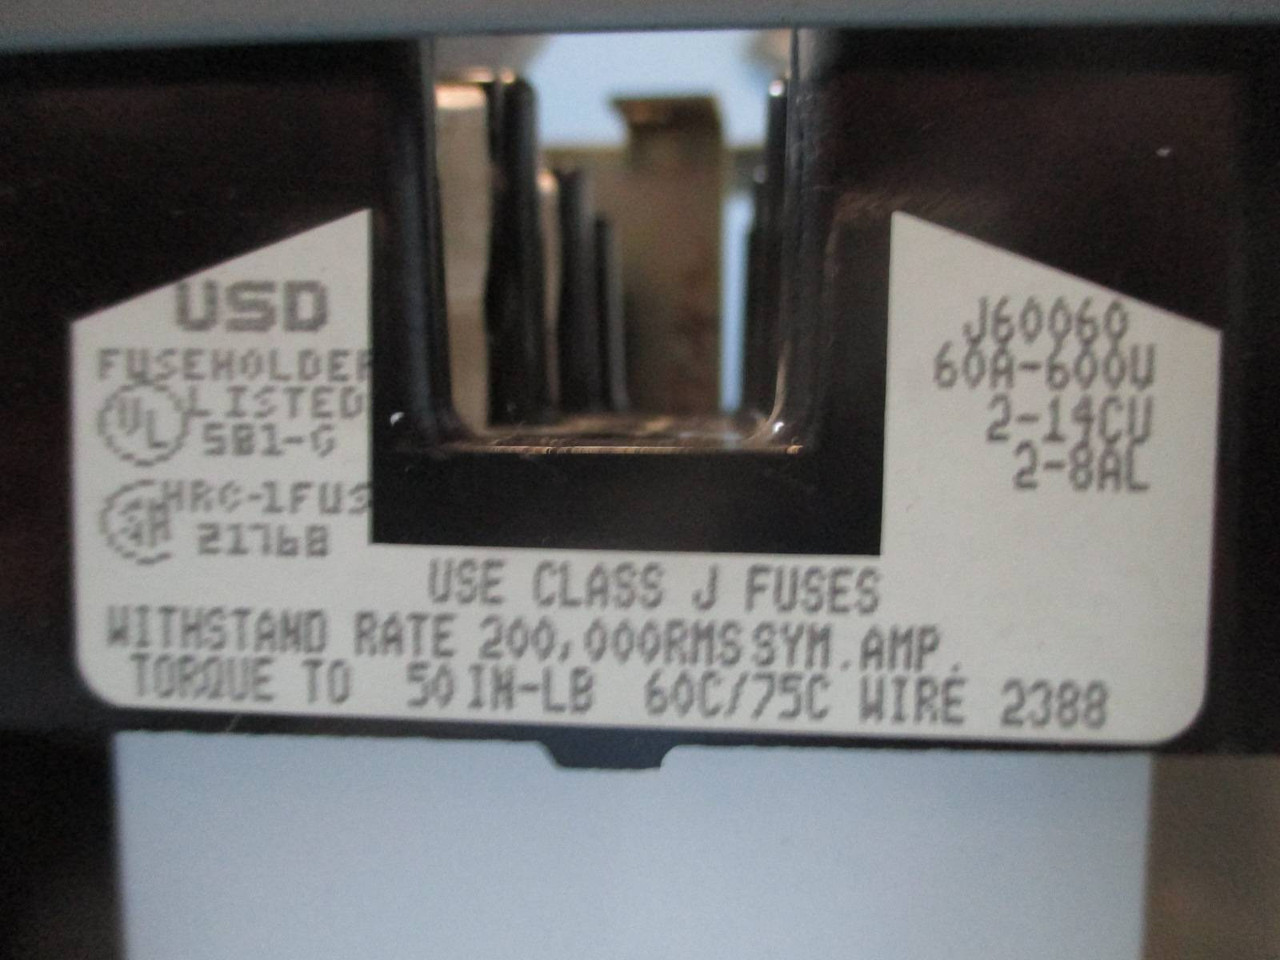 USD
FUSEHOLDER
UL LISTED
5B1-G
HRC-1FUS
21768
J60060
60A-600V
2-14CU
2-8AL
USE CLASS J FUSES
WITHSTAND RATE 200,000RMS SYM.AMP.
TORQUE TO 50 IN-LB 60C/75C WIRE 2388